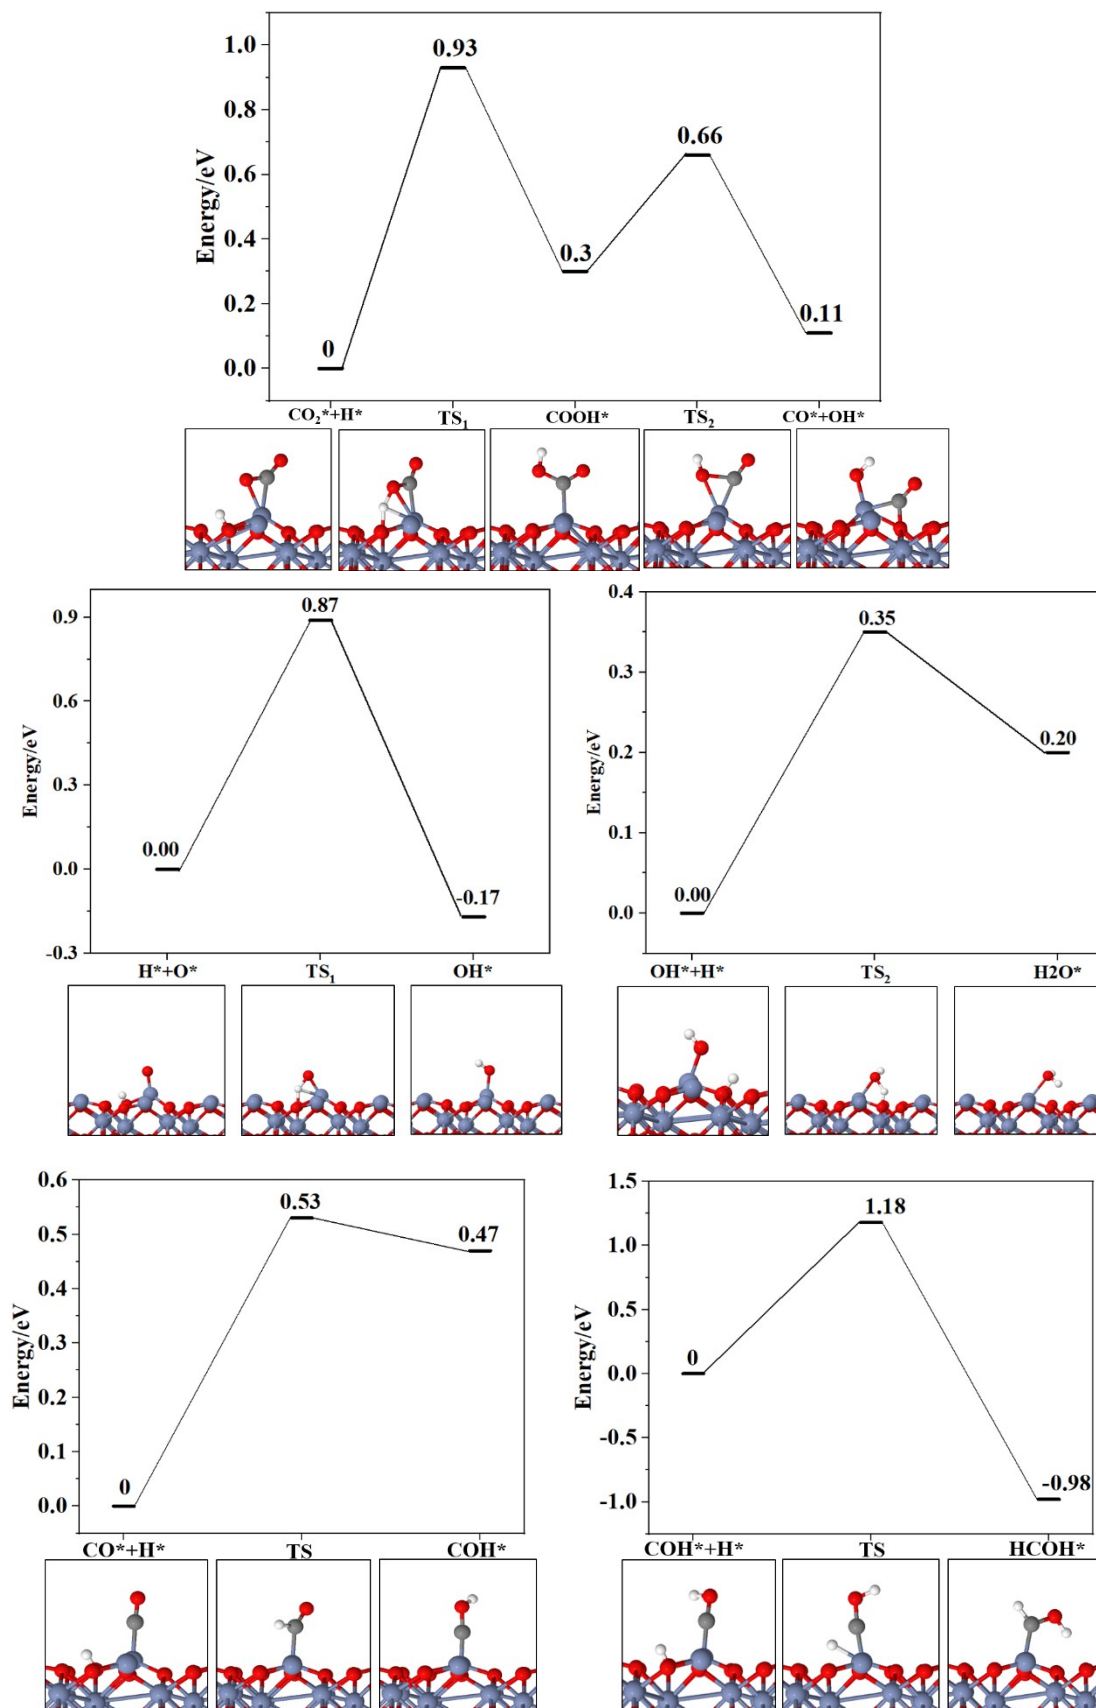 Energy/eV
1.0
0.8
0.6
0.4
0.2
0.0
0
0.93
0.3
0.66
0.11
CO₂*+H*
TS₁
COOH*
TS₂
CO*+OH*
Energy/eV
0.9
0.6
0.3
0.0
-0.3
0.00
0.87
-0.17
H*+O*
TS₁
OH*
Energy/eV
0.4
0.3
0.2
0.1
0.0
0.00
0.35
0.20
OH*+H*
TS₂
H2O*
Energy/eV
0.6
0.5
0.4
0.3
0.2
0.1
0.0
0
0.53
0.47
CO*+H*
TS
COH*
Energy/eV
1.5
1.0
0.5
0.0
-0.5
-1.0
0
1.18
-0.98
COH*+H*
TS
HCOH*